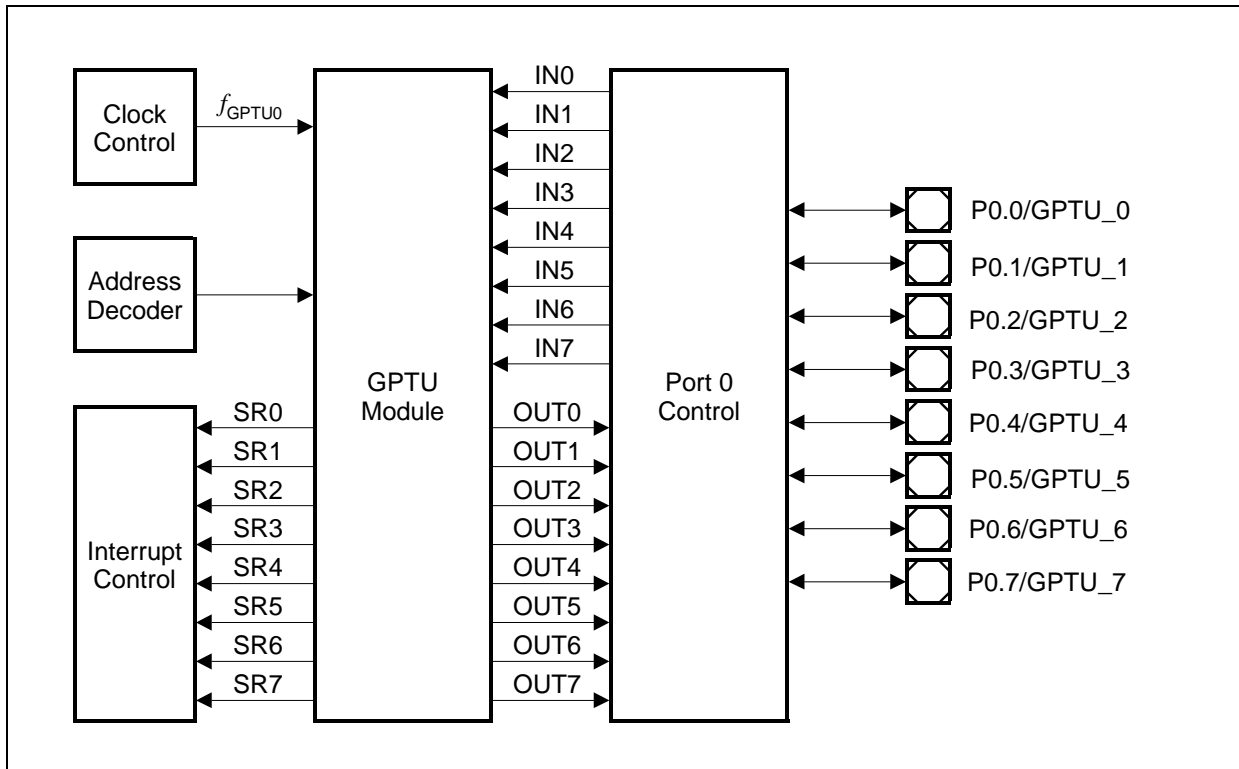 Clock
Control
fGPTU0
Address
Decoder
Interrupt
Control
SR0
SR1
SR2
SR3
SR4
SR5
SR6
SR7
GPTU
Module
IN0
IN1
IN2
IN3
IN4
IN5
IN6
IN7
OUT0
OUT1
OUT2
OUT3
OUT4
OUT5
OUT6
OUT7
Port 0
Control
P0.0/GPTU_0
P0.1/GPTU_1
P0.2/GPTU_2
P0.3/GPTU_3
P0.4/GPTU_4
P0.5/GPTU_5
P0.6/GPTU_6
P0.7/GPTU_7